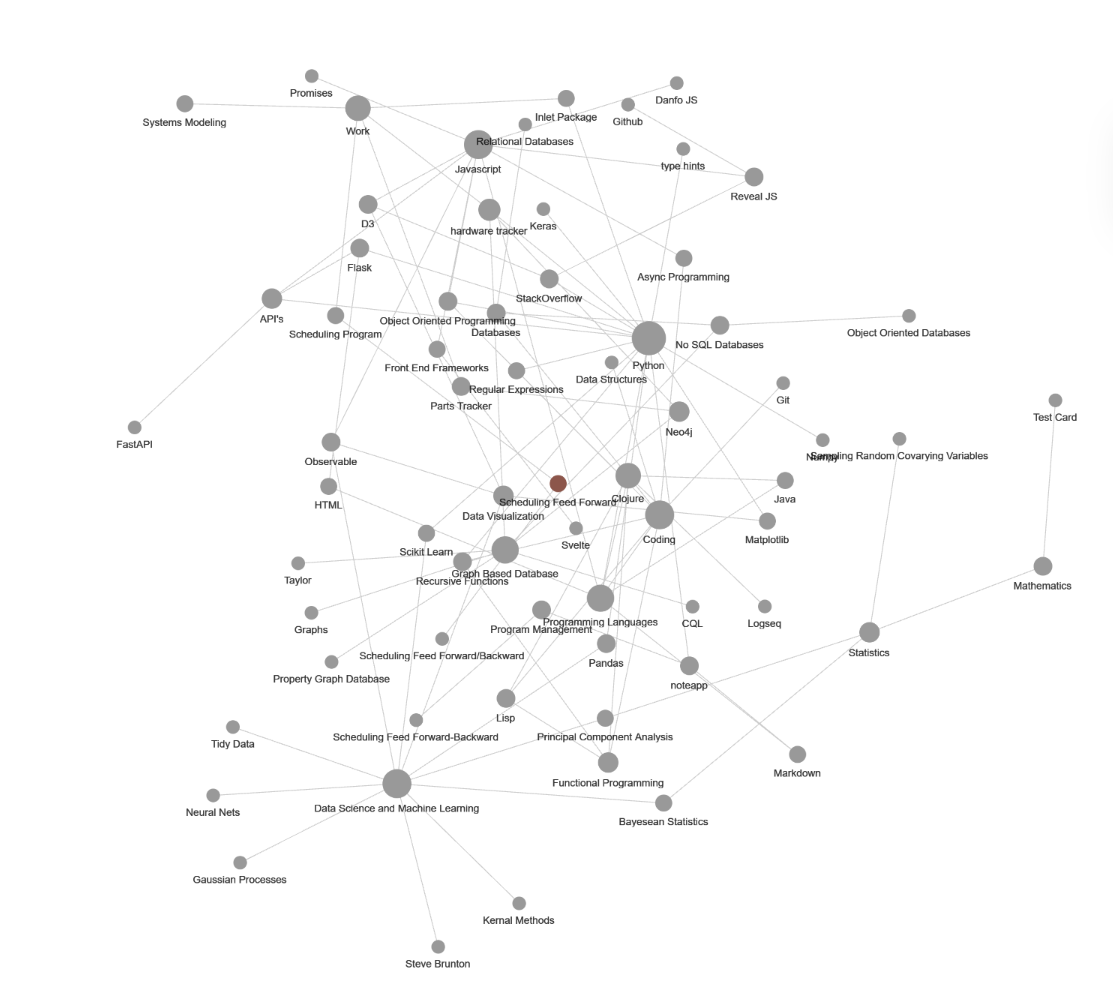 Promises
Danfo JS
Systems Modeling
Work
Inlet Package
Github
Relational Databases
Javascript
type hints
Reveal JS
D3
hardware tracker
Keras
Flask
Async Programming
StackOverflow
API's
Scheduling Program
Object Oriented Programming
Databases
No SQL Databases
Object Oriented Databases
Python
Front End Frameworks
Data Structures
Regular Expressions
Parts Tracker
Git
Test Card
Neo4j
FastAPI
Numpy
Sampling Random Covarying Variables
Observable
Scheduling Feed Forward
Clojure
Java
HTML
Data Visualization
Svelte
Coding
Matplotlib
Scikit Learn
Graph Based Database
Taylor
Recursive Functions
Mathematics
Graphs
Program Management
Programming Languages
CQL
Logseq
Scheduling Feed Forward/Backward
Pandas
Statistics
Property Graph Database
noteapp
Lisp
Scheduling Feed Forward-Backward
Principal Component Analysis
Tidy Data
Functional Programming
Markdown
Data Science and Machine Learning
Neural Nets
Bayesean Statistics
Gaussian Processes
Kernal Methods
Steve Brunton